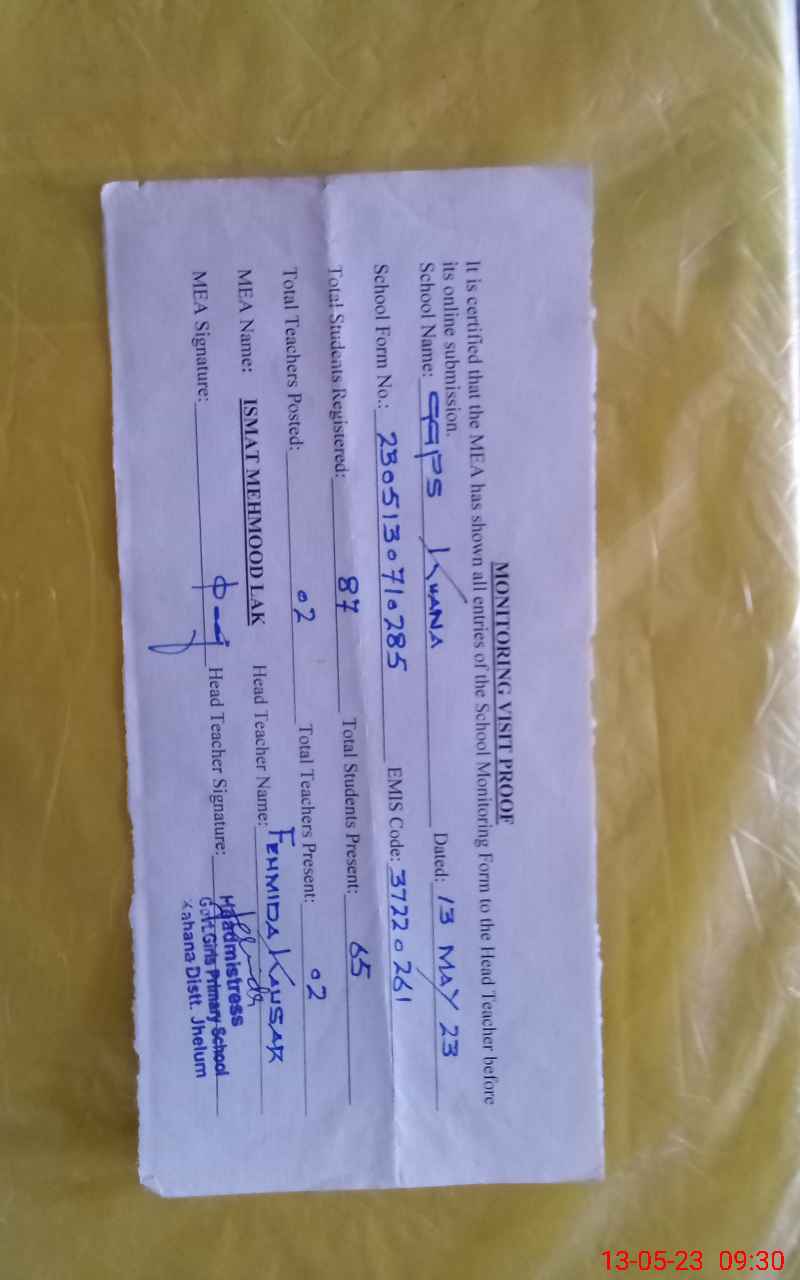 MONITORING VISIT PROOF
It is certified that the MEA has shown all entries of the School Monitoring Form to the Head Teacher before
its online submission.
School Name: GGPS KHANA Dated: 13 MAY 23
School Form No.: 2305130710285 EMIS Code: 37220261
Total Students Registered: 87 Total Students Present: 65
Total Teachers Posted: 02 Total Teachers Present: 02
MEA Name: ISMAT MEHMOOD LAK Head Teacher Name: FEHMIDA KAUSAR
MEA Signature: Head Teacher Signature:
Headmistress
Govt. Girls Primary School
Kahana Distt. Jhelum
13-05-23 09:30